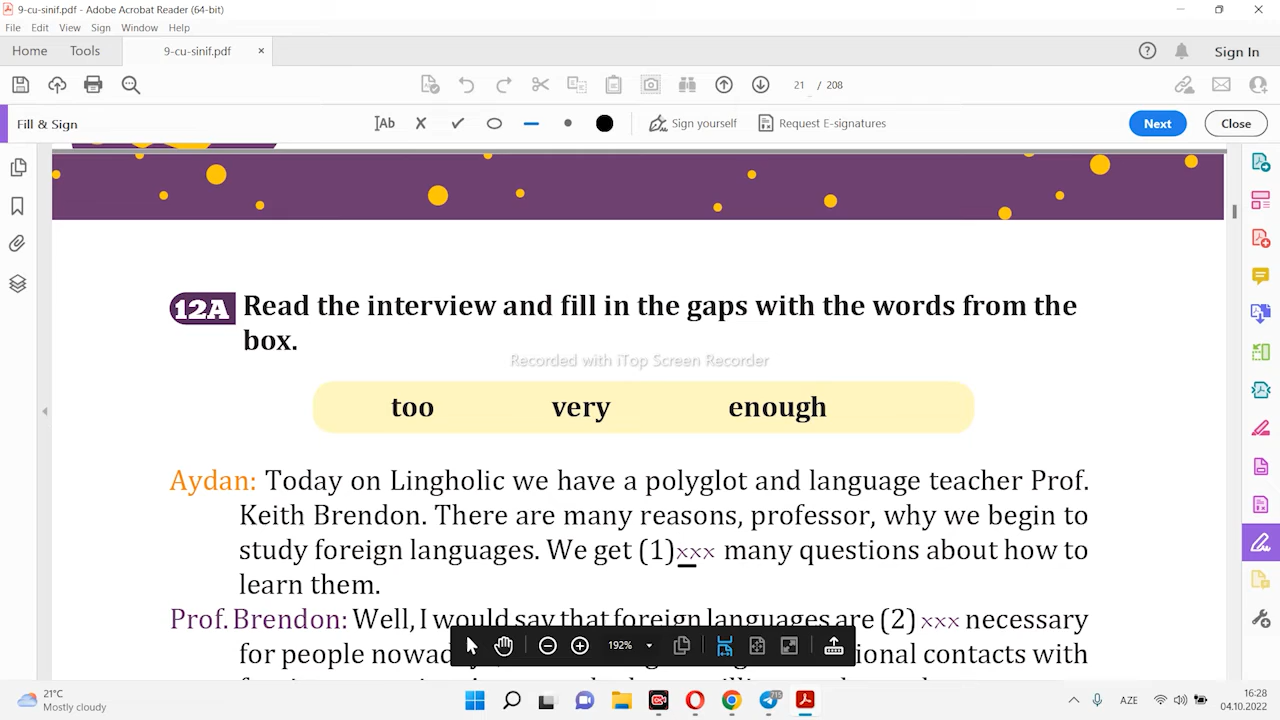 9-cu-sinif.pdf - Adobe Acrobat Reader (64-bit)
File Edit View Sign Window Help
Home Tools 9-cu-sinif.pdf × Sign In
21 / 208
Fill & Sign Ab Sign yourself Request E-signatures Next Close
12A Read the interview and fill in the gaps with the words from the
box.
Recorded with iTop Screen Recorder
too very enough
Aydan: Today on Lingholic we have a polyglot and language teacher Prof.
Keith Brendon. There are many reasons, professor, why we begin to
study foreign languages. We get (1)xxx many questions about how to
learn them.
Prof. Brendon: Well, I would say that foreign languages are (2) xxx necessary
192%
for people ional contacts with
21°C
Mostly cloudy
AZE
16:28
04.10.2022